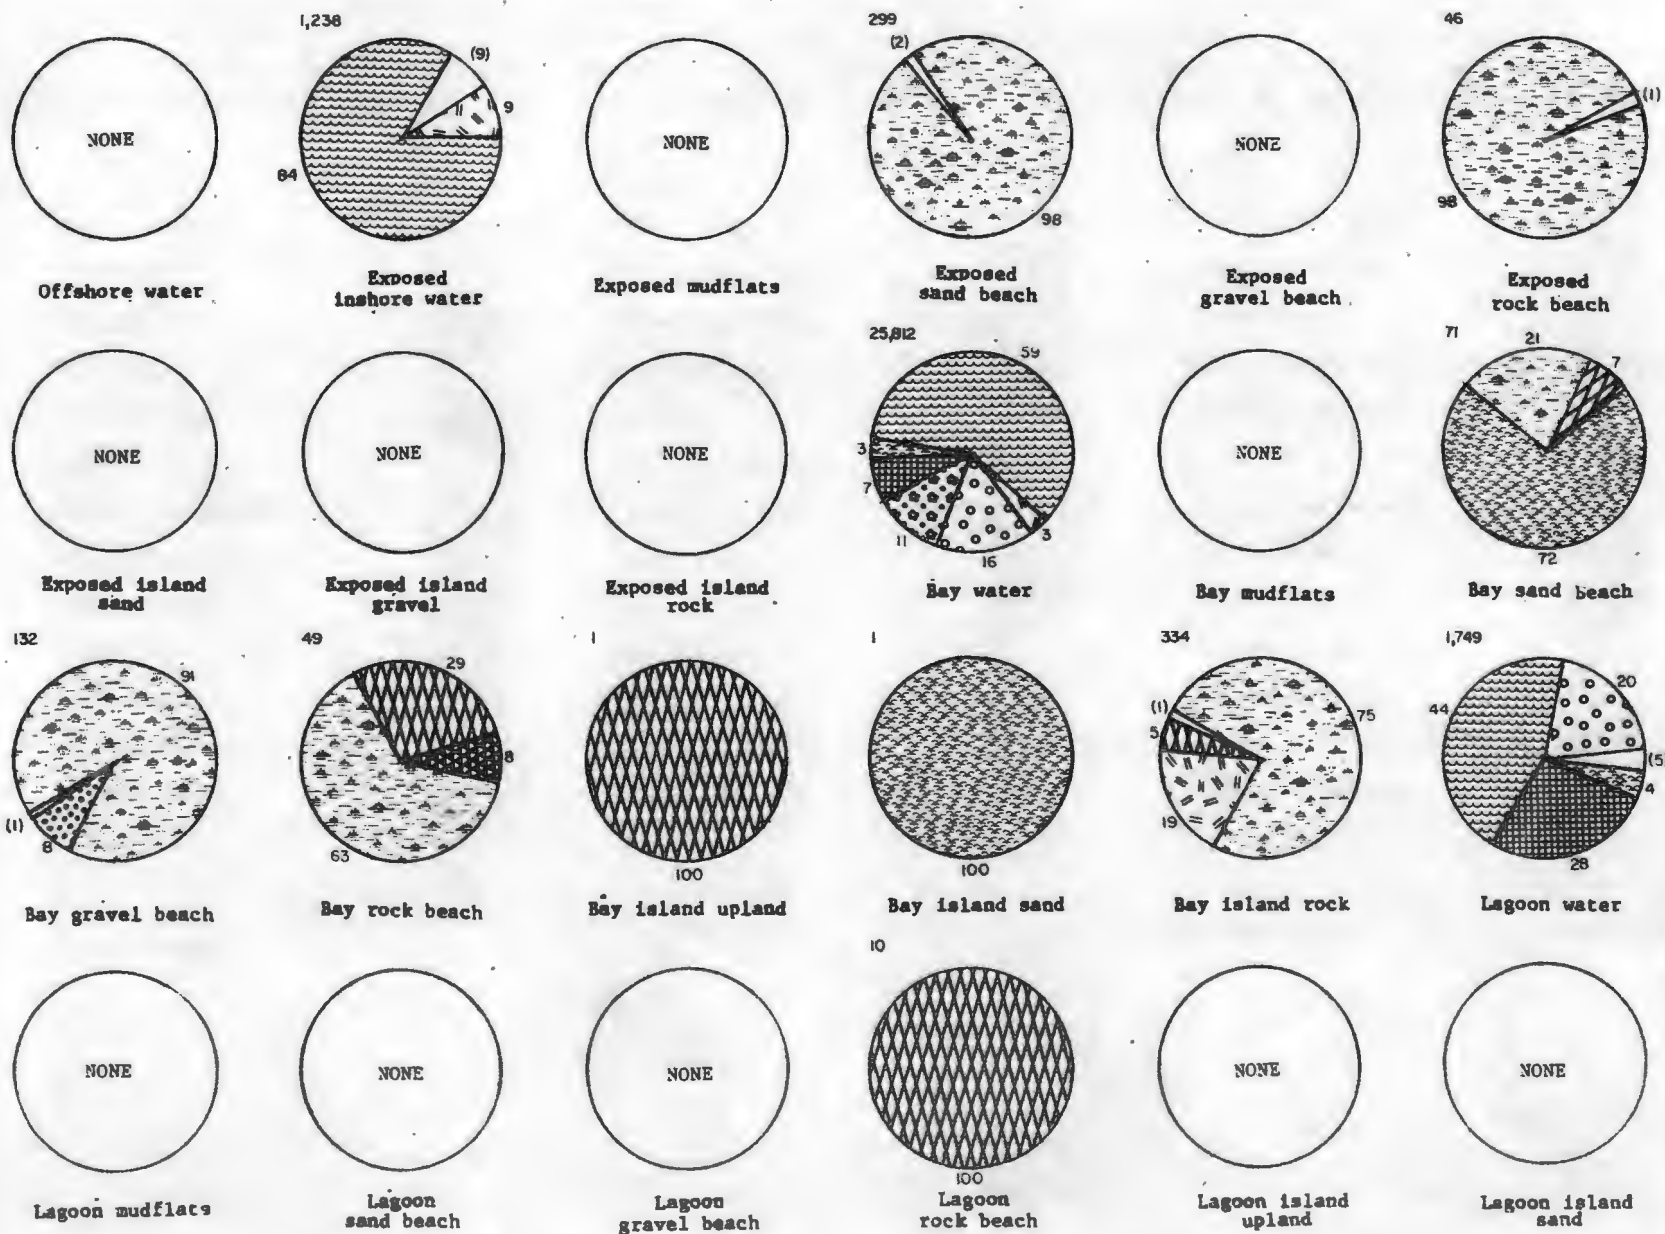 NONE
Offshore water
1,238
(9)
9
84
Exposed
inshore water
NONE
Exposed mudflats
299
(2)
98
Exposed
sand beach
NONE
Exposed
gravel beach
46
(1)
98
Exposed
rock beach
NONE
Exposed island
sand
NONE
Exposed island
gravel
NONE
Exposed island
rock
25,812
59
3
7
11
16
3
Bay water
NONE
Bay mudflats
71
21
7
72
Bay sand beach
132
91
(1)
8
Bay gravel beach
49
29
8
63
Bay rock beach
1
100
Bay island upland
1
100
Bay island sand
334
(1)
75
5
19
Bay island rock
1,749
20
44
(5)
4
28
Lagoon water
NONE
Lagoon mudflats
NONE
Lagoon
sand beach
NONE
Lagoon
gravel beach
10
100
Lagoon
rock beach
NONE
Lagoon island
upland
NONE
Lagoon island
sand